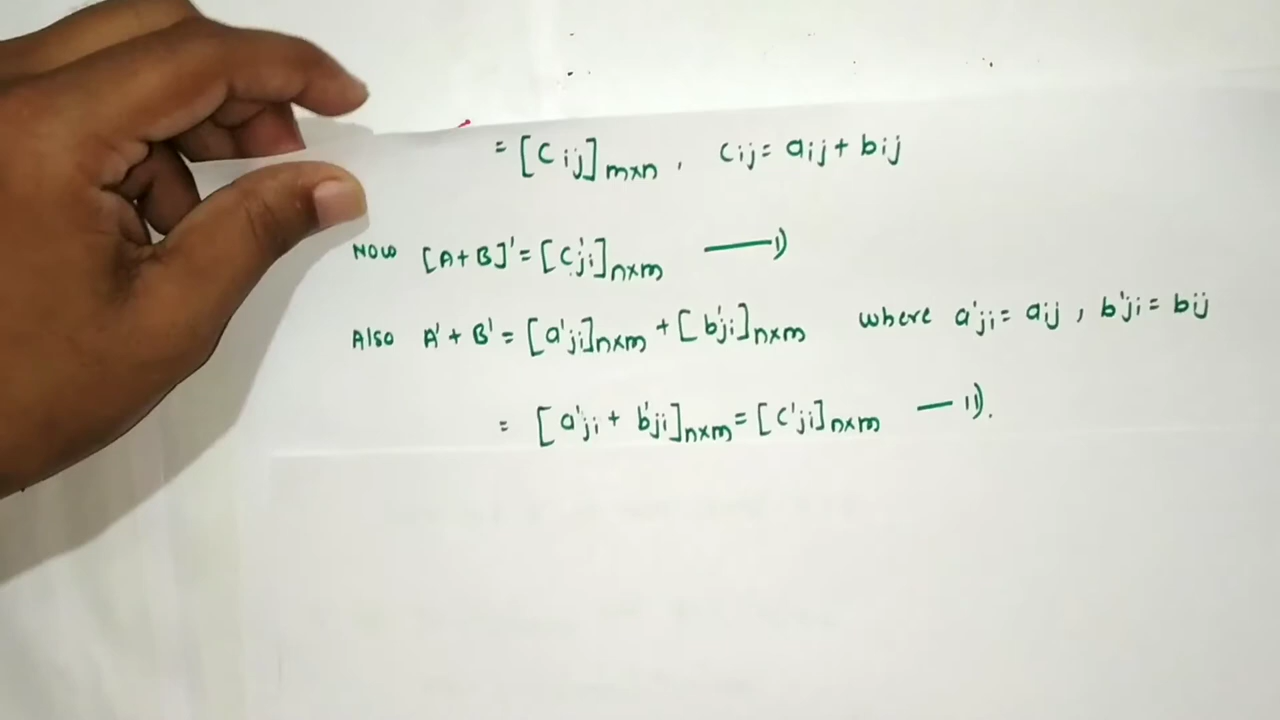 = [cij]m×n , cij = aij + bij
Now [A+B]' = [c'ji]n×m —— i)
Also A' + B' = [a'ji]n×m + [b'ji]n×m where a'ji = aij , b'ji = bij
= [a'ji + b'ji]n×m = [c'ji]n×m — ii).